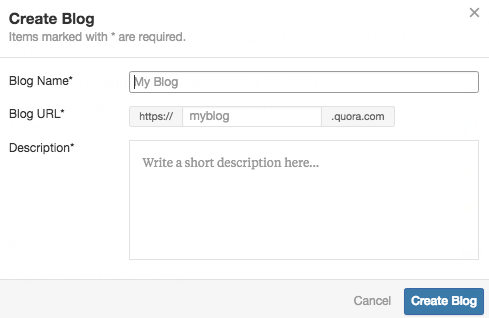 Create Blog
Items marked with * are required.
Blog Name* My Blog
Blog URL* https:// myblog .quora.com
Description* Write a short description here...
Cancel Create Blog